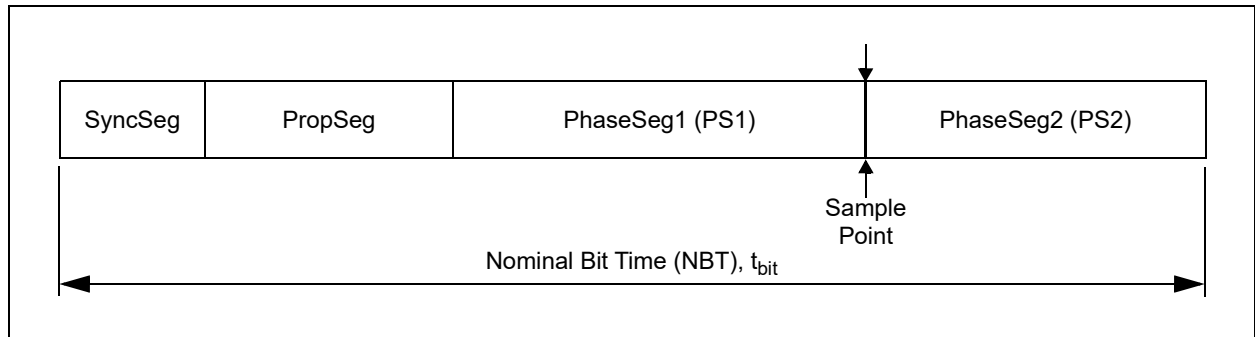 SyncSeg PropSeg PhaseSeg1 (PS1) PhaseSeg2 (PS2)
Sample
Point
Nominal Bit Time (NBT), tbit